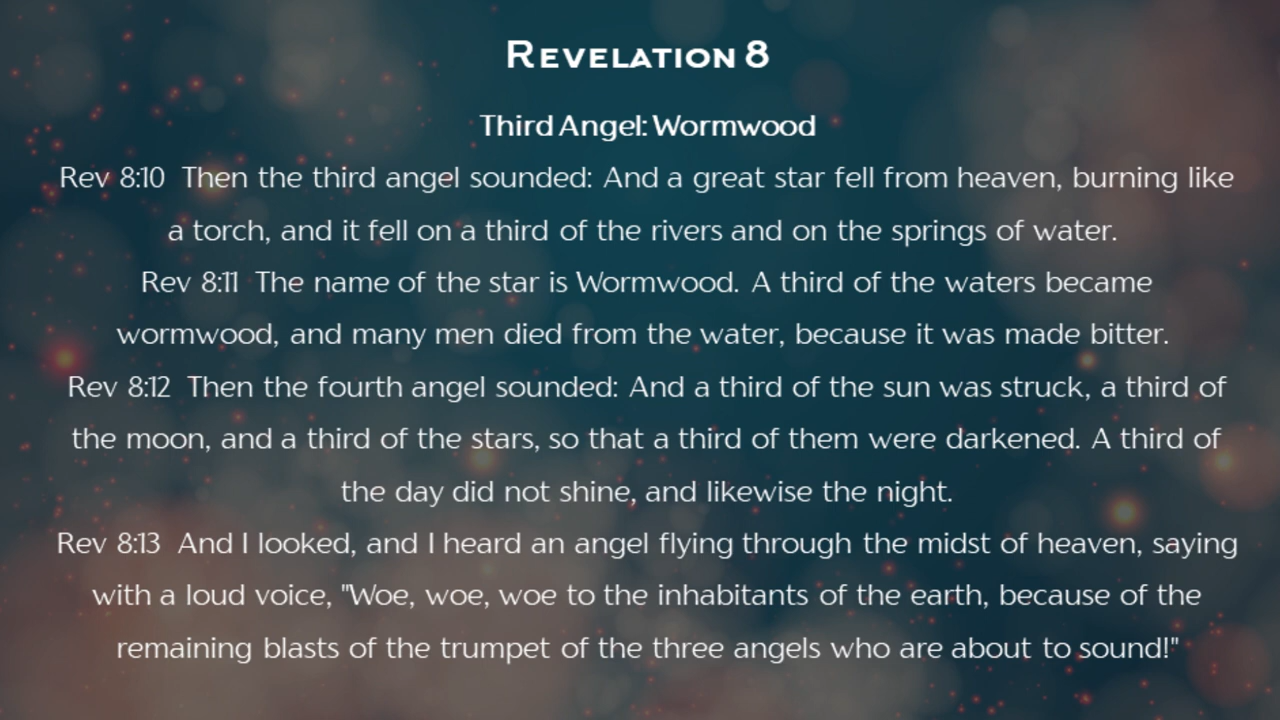 REVELATION 8
Third Angel: Wormwood
Rev 8:10 Then the third angel sounded: And a great star fell from heaven, burning like
a torch, and it fell on a third of the rivers and on the springs of water.
Rev 8:11 The name of the star is Wormwood. A third of the waters became
wormwood, and many men died from the water, because it was made bitter.
Rev 8:12 Then the fourth angel sounded: And a third of the sun was struck, a third of
the moon, and a third of the stars, so that a third of them were darkened. A third of
the day did not shine, and likewise the night.
Rev 8:13 And I looked, and I heard an angel flying through the midst of heaven, saying
with a loud voice, "Woe, woe, woe to the inhabitants of the earth, because of the
remaining blasts of the trumpet of the three angels who are about to sound!"